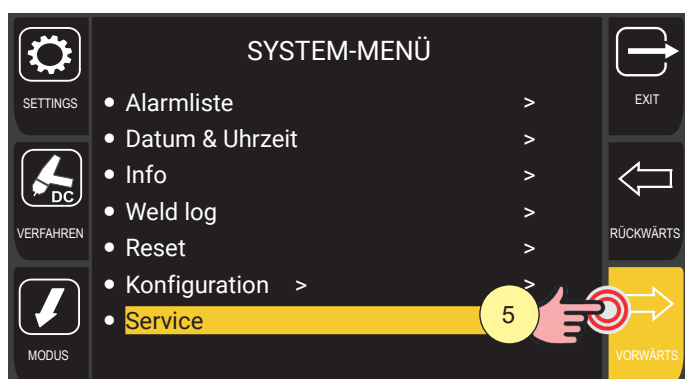 SYSTEM-MENÜ
SETTINGS
EXIT
• Alarmliste >
• Datum & Uhrzeit >
• Info >
DC
• Weld log >
VERFAHREN
RÜCKWÄRTS
• Reset >
• Konfiguration > >
• Service
5
MODUS
VORWÄRTS